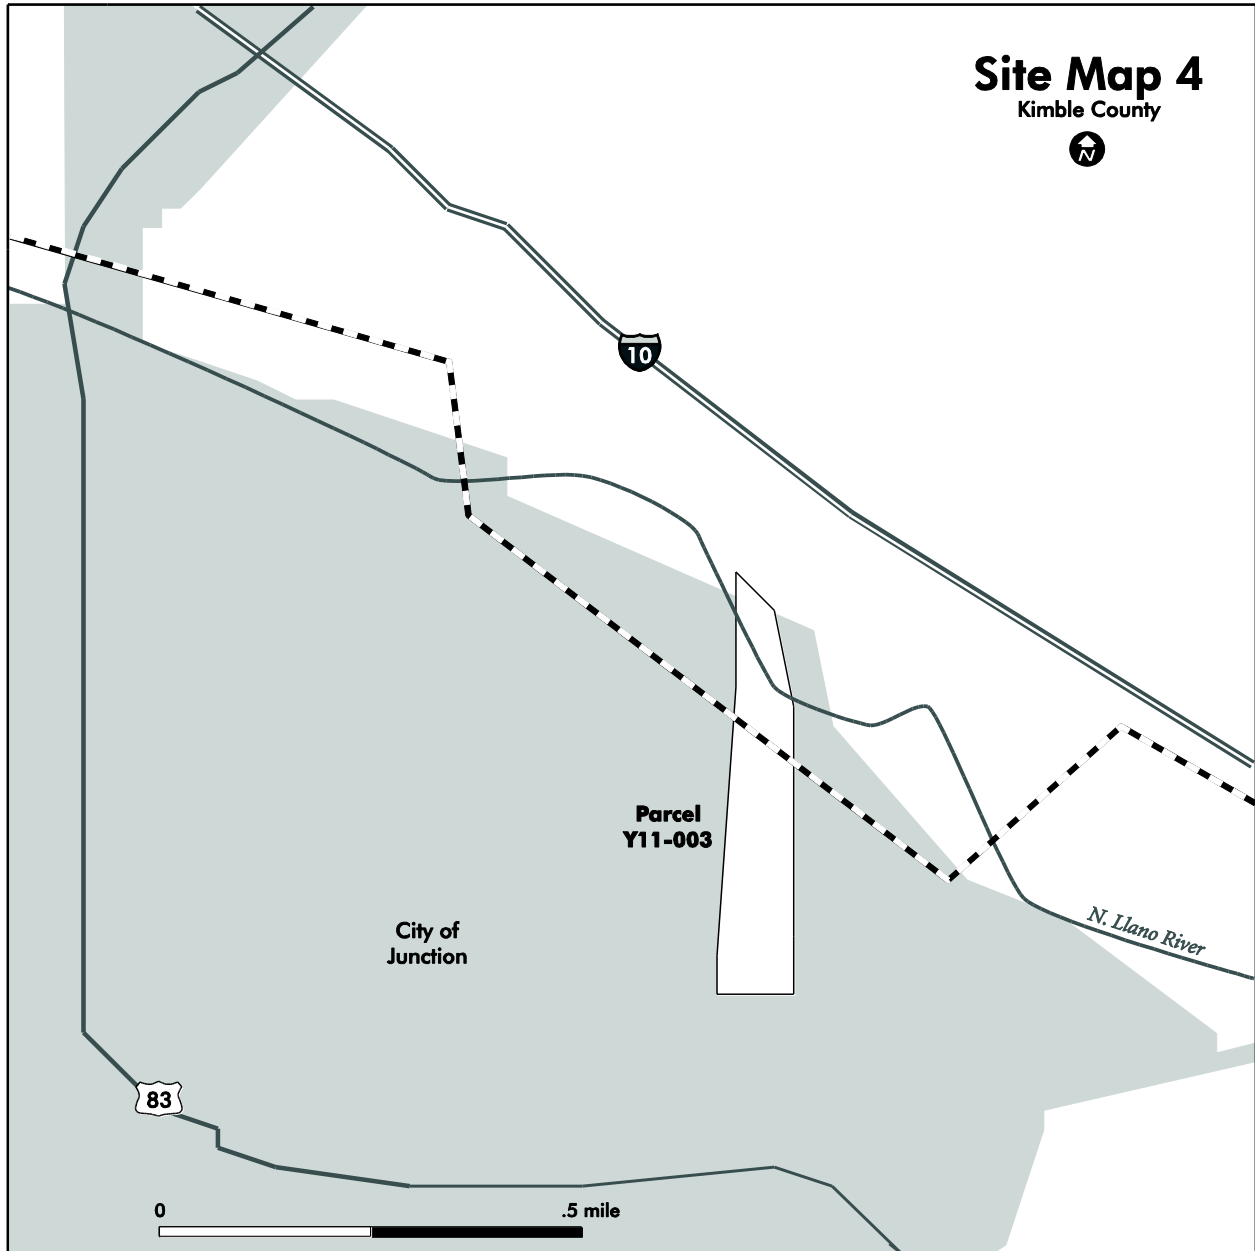 Site Map 4
Kimble County
N
10
Parcel
Y11-003
City of
Junction
N. Llano River
83
0 .5 mile